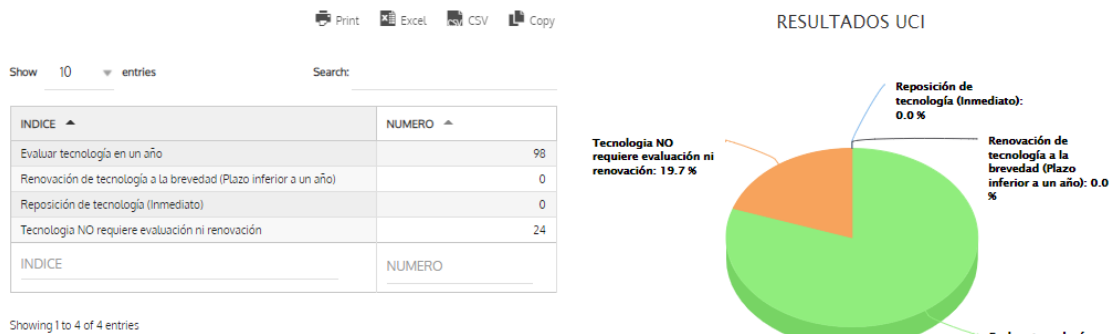 Print Excel CSV Copy
Show 10 entries Search:
INDICE NUMERO
Evaluar tecnología en un año 98
Renovación de tecnología a la brevedad (Plazo inferior a un año) 0
Reposición de tecnología (Inmediato) 0
Tecnologia NO requiere evaluación ni renovación 24
INDICE NUMERO
Showing 1 to 4 of 4 entries
RESULTADOS UCI
Reposición de
tecnología (Inmediato):
0.0 %
Tecnologia NO
requiere evaluación ni
renovación: 19.7 %
Renovación de
tecnología a la
brevedad (Plazo
inferior a un año): 0.0
%